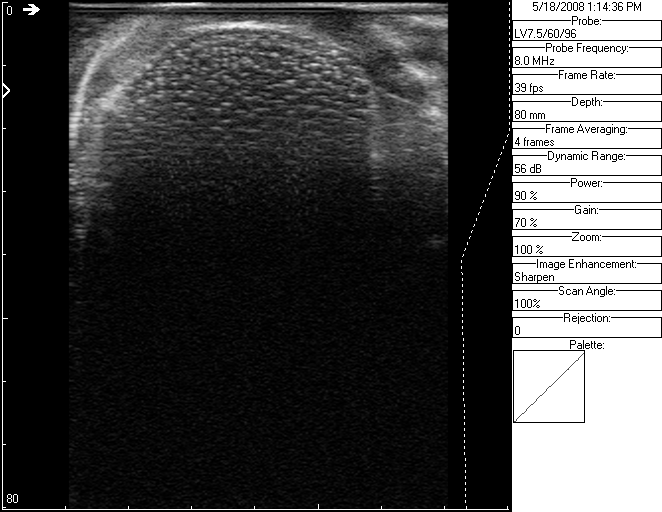 0
80
5/18/2008 1:14:36 PM
Probe:
LV7.5/60/96
Probe Frequency:
8.0 MHz
Frame Rate:
39 fps
Depth:
80 mm
Frame Averaging:
4 frames
Dynamic Range:
56 dB
Power:
90 %
Gain:
70 %
Zoom:
100 %
Image Enhancement:
Sharpen
Scan Angle:
100%
Rejection:
0
Palette: